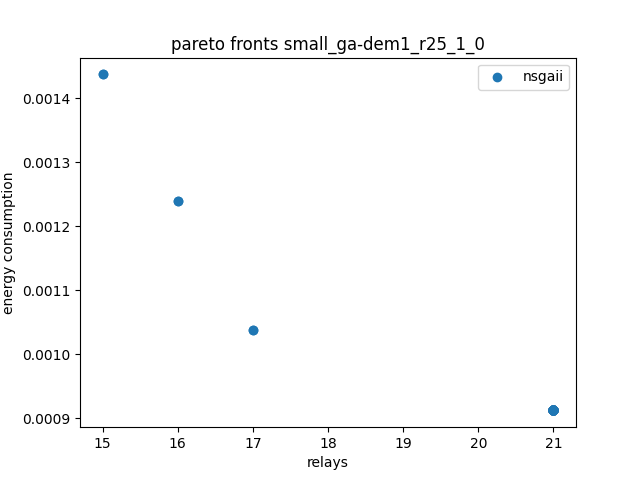 pareto fronts small_ga-dem1_r25_1_0
nsgaii
0.0014
0.0013
0.0012
0.0011
0.0010
0.0009
energy consumption
15 16 17 18 19 20 21
relays